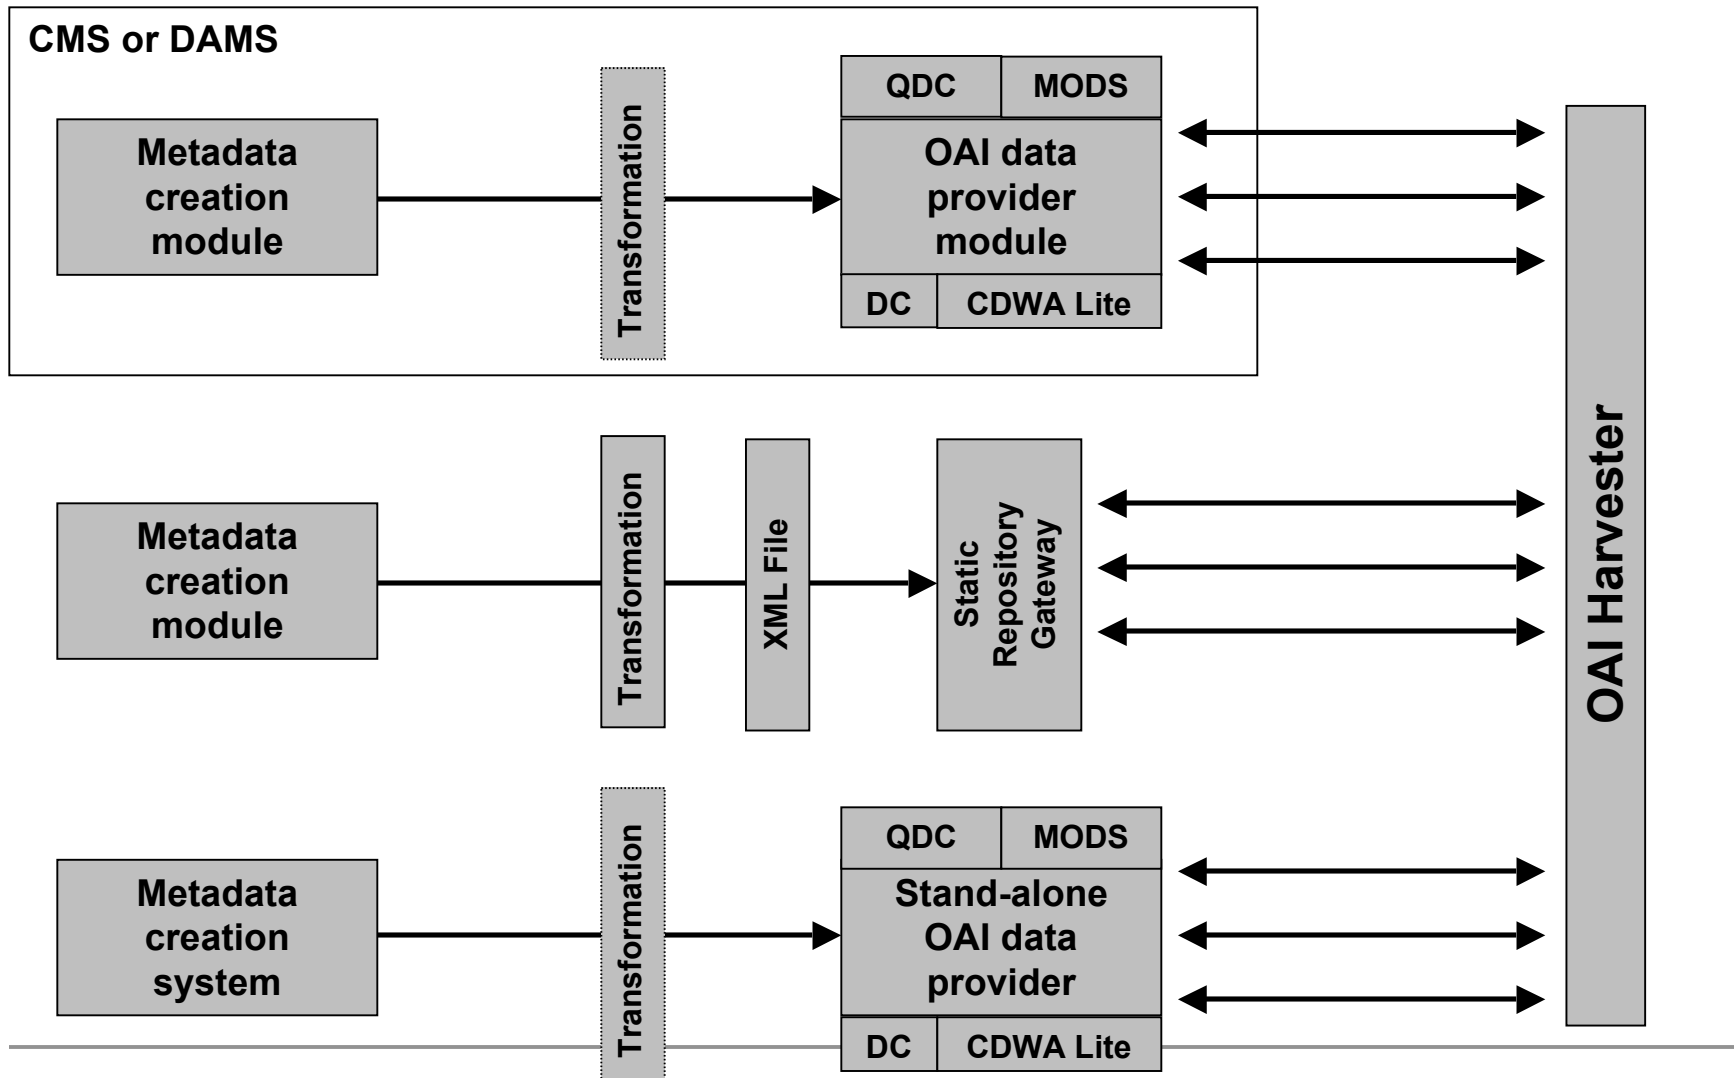 CMS or DAMS
Metadata
creation
module
Transformation
QDC
MODS
OAI data
provider
module
DC
CDWA Lite
Metadata
creation
module
Transformation
XML File
Static
Repository
Gateway
OAI Harvester
Metadata
creation
system
Transformation
QDC
MODS
Stand-alone
OAI data
provider
DC
CDWA Lite